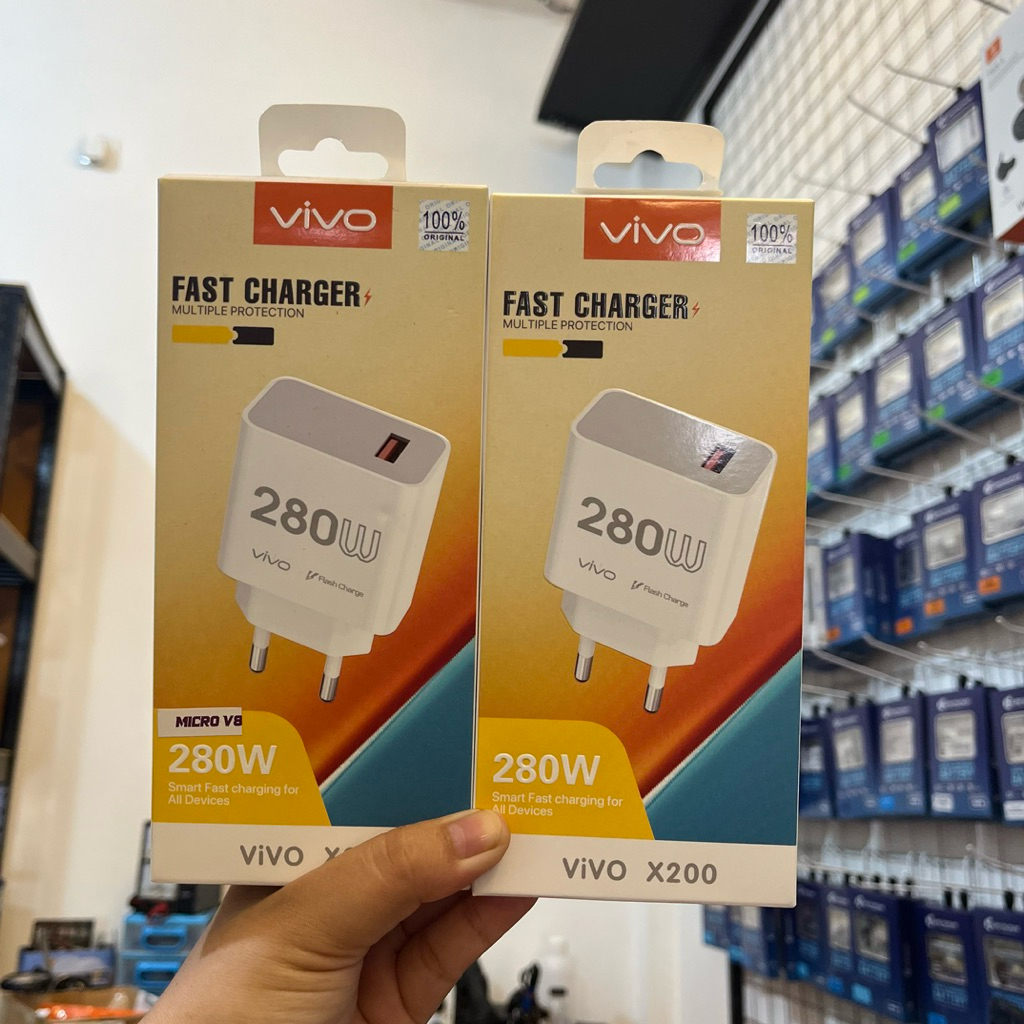 vivo
100%
ORIGINAL
FAST CHARGER
MULTIPLE PROTECTION
280W
vivo
Flash Charge
MICRO V8
280W
Smart Fast charging for
All Devices
ViVO
vivo
100%
ORIGINAL
FAST CHARGER
MULTIPLE PROTECTION
280W
vivo
Flash Charge
280W
Smart Fast charging for
All Devices
ViVO X200